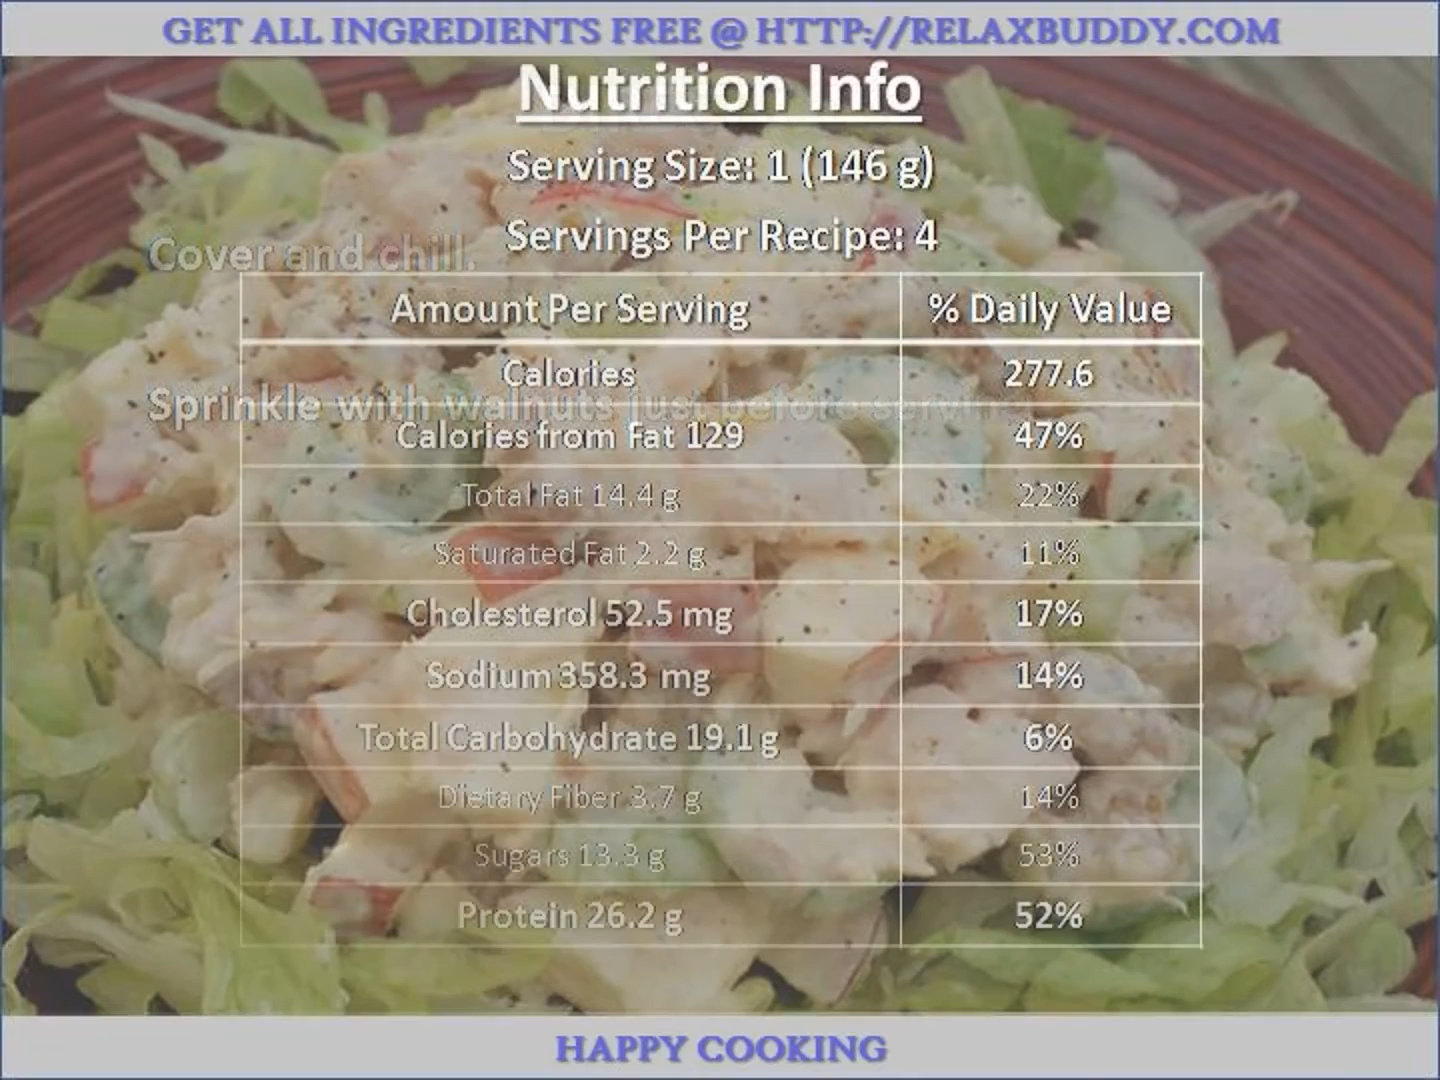 GET ALL INGREDIENTS FREE @ HTTP://RELAXBUDDY.COM
Nutrition Info
Serving Size: 1 (146 g)
Servings Per Recipe: 4
Cover and chill.
Amount Per Serving % Daily Value
Calories 277.6
Sprinkle with walnuts just before
Calories from Fat 129 47%
Total Fat 14.4 g 22%
Saturated Fat 2.2 g 11%
Cholesterol 52.5 mg 17%
Sodium 358.3 mg 14%
Total Carbohydrate 19.1 g 6%
Dietary Fiber 3.7 g 14%
Sugars 13.3 g 53%
Protein 26.2 g 52%
HAPPY COOKING